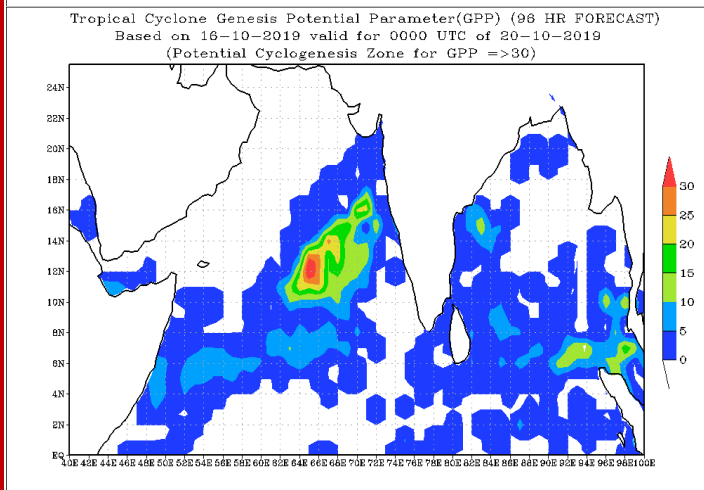 Tropical Cyclone Genesis Potential Parameter(GPP) (96 HR FORECAST)
Based on 16-10-2019 valid for 0000 UTC of 20-10-2019
(Potential Cyclogenesis Zone for GPP =>30)
24N
22N
20N
18N
16N
14N
12N
10N
8N
6N
4N
2N
EQ
40E 42E 44E 46E 48E 50E 52E 54E 56E 58E 60E 62E 64E 66E 68E 70E 72E 74E 76E 78E 80E 82E 84E 86E 88E 90E 92E 94E 96E 98E 100E
30
25
20
15
10
5
0